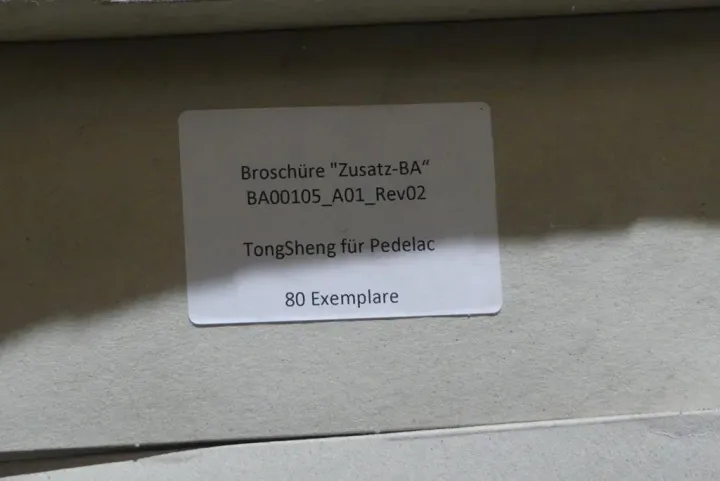 Broschüre "Zusatz-BA“
BA00105_A01_Rev02
TongSheng für Pedelac
80 Exemplare